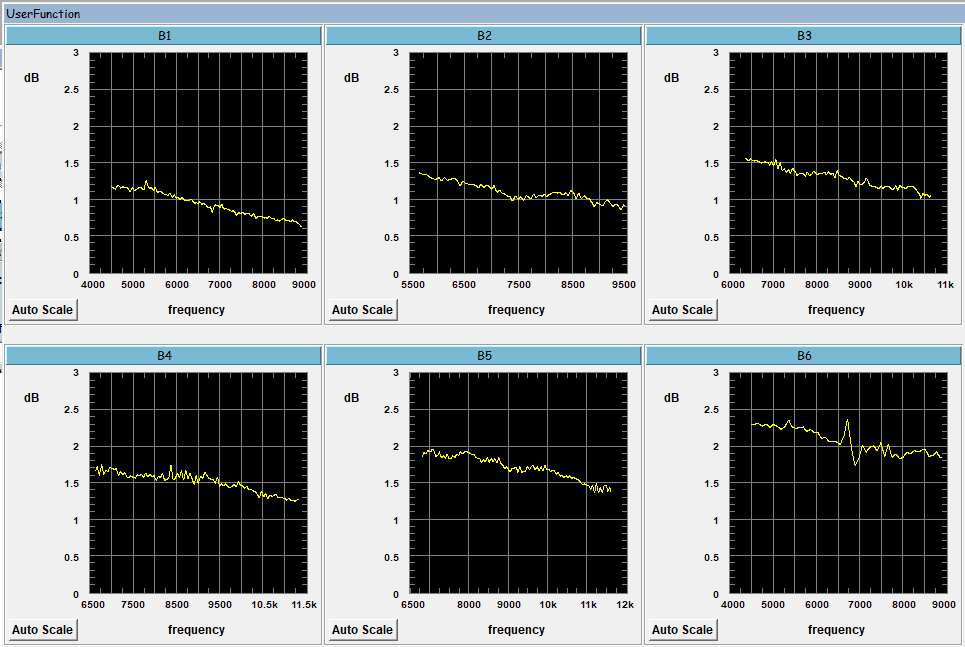 UserFunction
B1 B2 B3
3 3 3
dB dB dB
2.5 2.5 2.5
2 2 2
1.5 1.5 1.5
1 1 1
0.5 0.5 0.5
0 0 0
4000 5000 6000 7000 8000 9000 5500 6500 7500 8500 9500 6000 7000 8000 9000 10k 11k
Auto Scale frequency Auto Scale frequency Auto Scale frequency
B4 B5 B6
3 3 3
dB dB dB
2.5 2.5 2.5
2 2 2
1.5 1.5 1.5
1 1 1
0.5 0.5 0.5
0 0 0
6500 7500 8500 9500 10.5k 11.5k 6500 8000 9000 10k 11k 12k 4000 5000 6000 7000 8000 9000
Auto Scale frequency Auto Scale frequency Auto Scale frequency